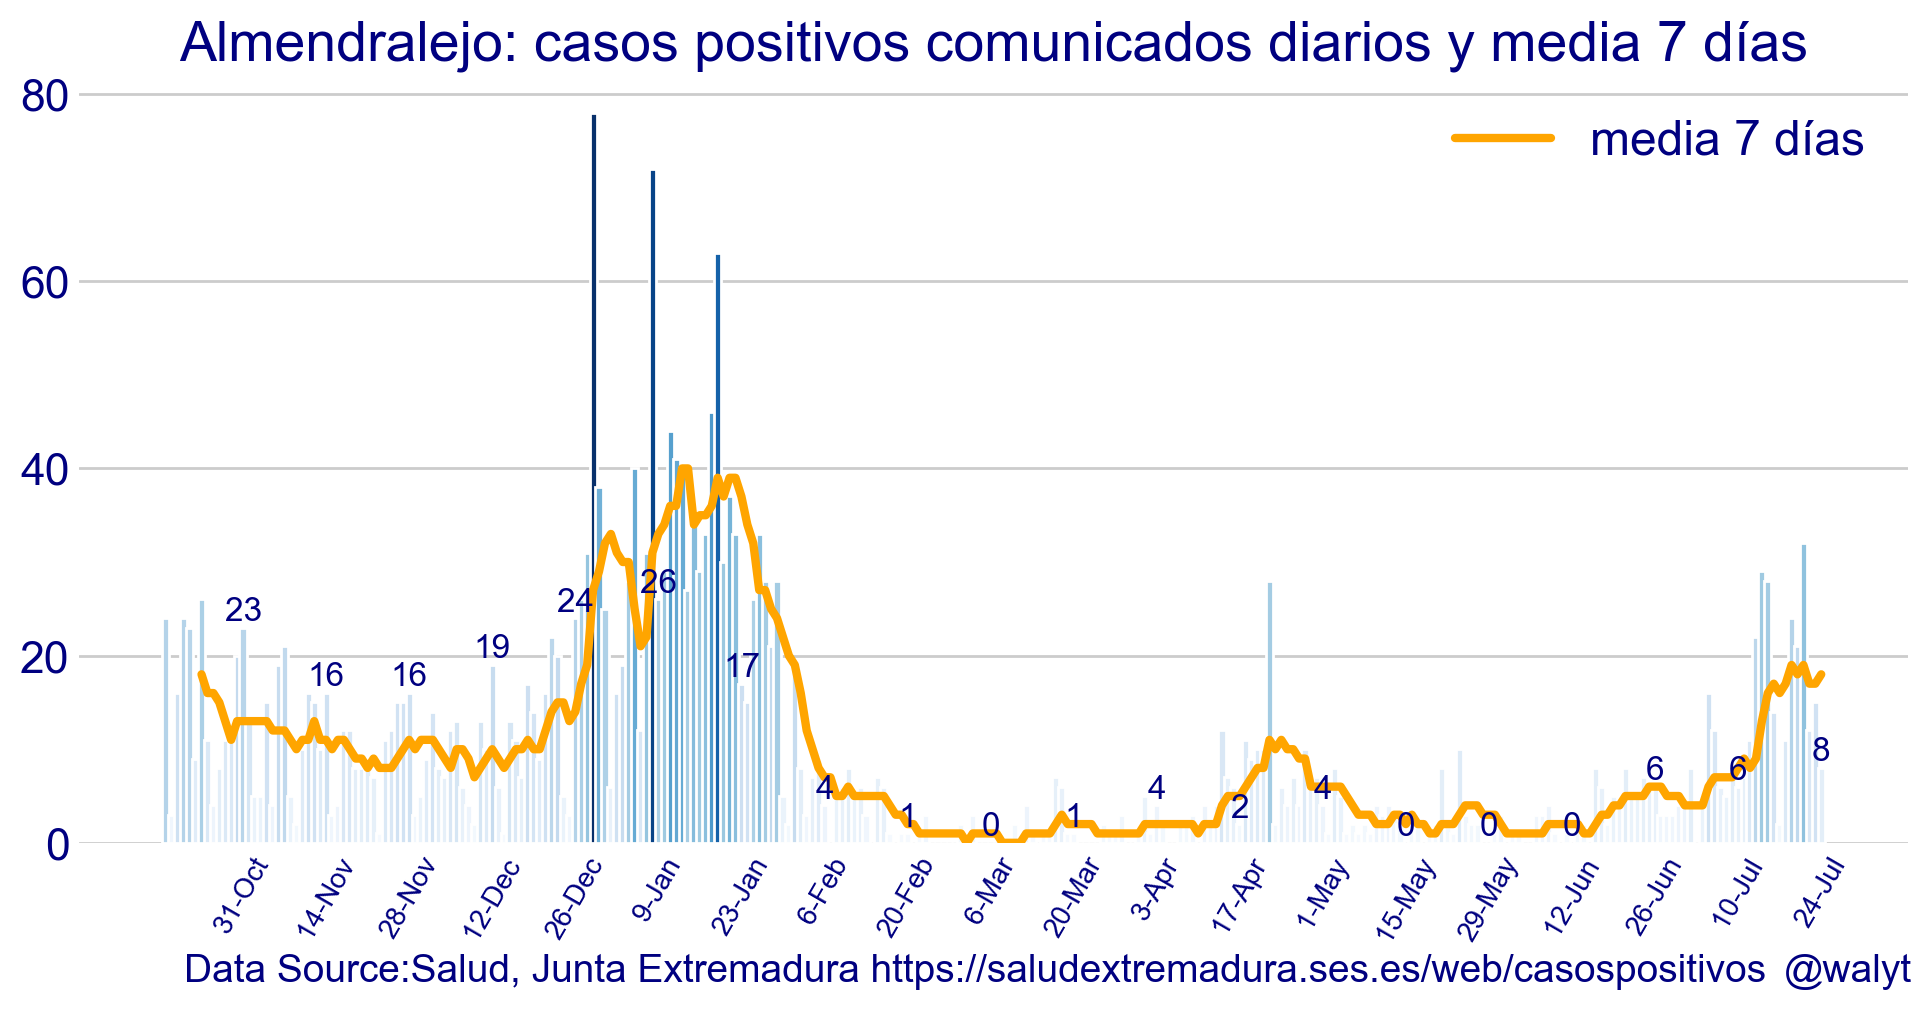 Almendralejo: casos positivos comunicados diarios y media 7 días
80
media 7 días
60
40
20
0
23
16
16
19
24
26
17
4
1
0
1
4
2
4
0
0
0
6
6
8
31-Oct
14-Nov
28-Nov
12-Dec
26-Dec
9-Jan
23-Jan
6-Feb
20-Feb
6-Mar
20-Mar
3-Apr
17-Apr
1-May
15-May
29-May
12-Jun
26-Jun
10-Jul
24-Jul
Data Source:Salud, Junta Extremadura https://saludextremadura.ses.es/web/casospositivos @walyt